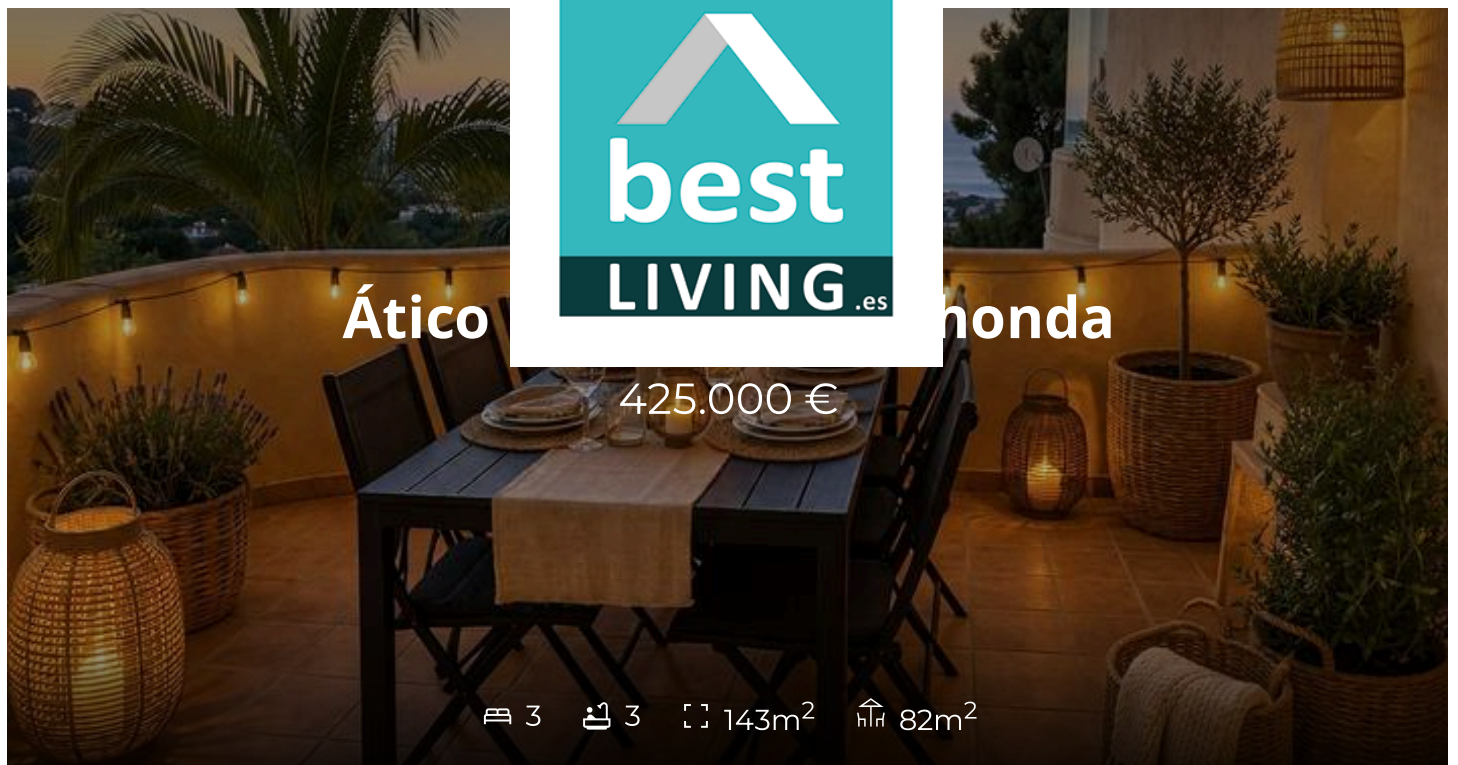 best
LIVING.es
Ático honda
425.000 €
3 3 143m² 82m²